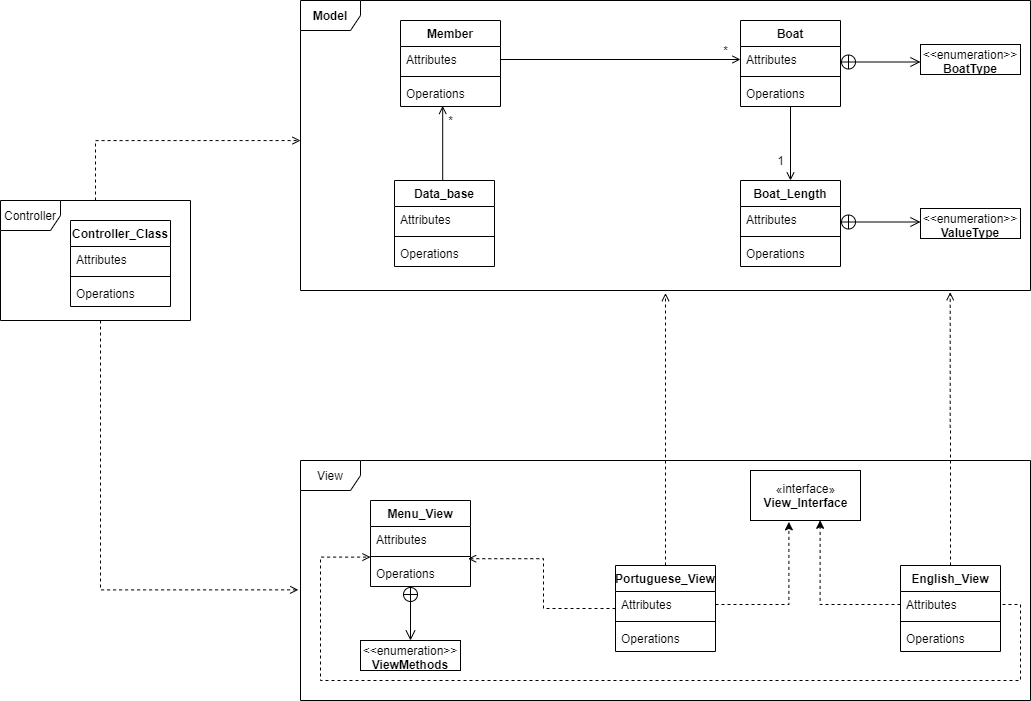 Model
Member
Attributes
Operations
*
Boat
Attributes
Operations
<<enumeration>>
BoatType
*
1
Data_base
Attributes
Operations
Boat_Length
Attributes
Operations
<<enumeration>>
ValueType
Controller
Controller_Class
Attributes
Operations
View
Menu_View
Attributes
Operations
<<enumeration>>
ViewMethods
«interface»
View_Interface
Portuguese_View
Attributes
Operations
English_View
Attributes
Operations